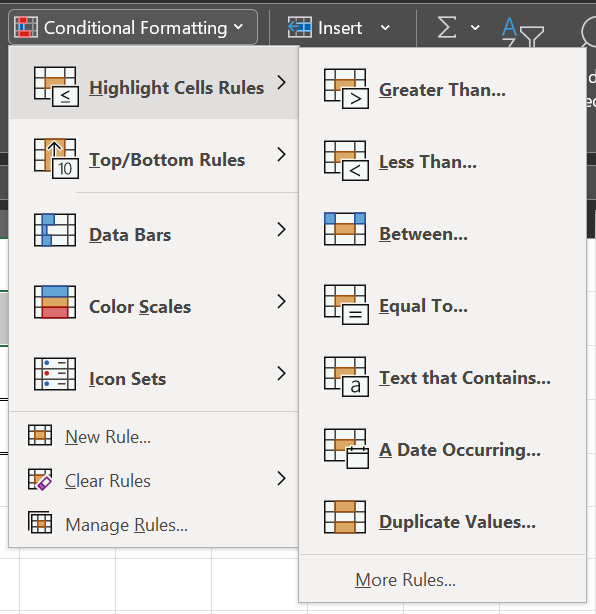 Conditional Formatting
Insert
Highlight Cells Rules
Top/Bottom Rules
10
Data Bars
Color Scales
Icon Sets
New Rule...
Clear Rules
Manage Rules...
Greater Than...
>
Less Than...
<
Between...
Equal To...
=
Text that Contains...
a
A Date Occurring...
Duplicate Values...
More Rules...